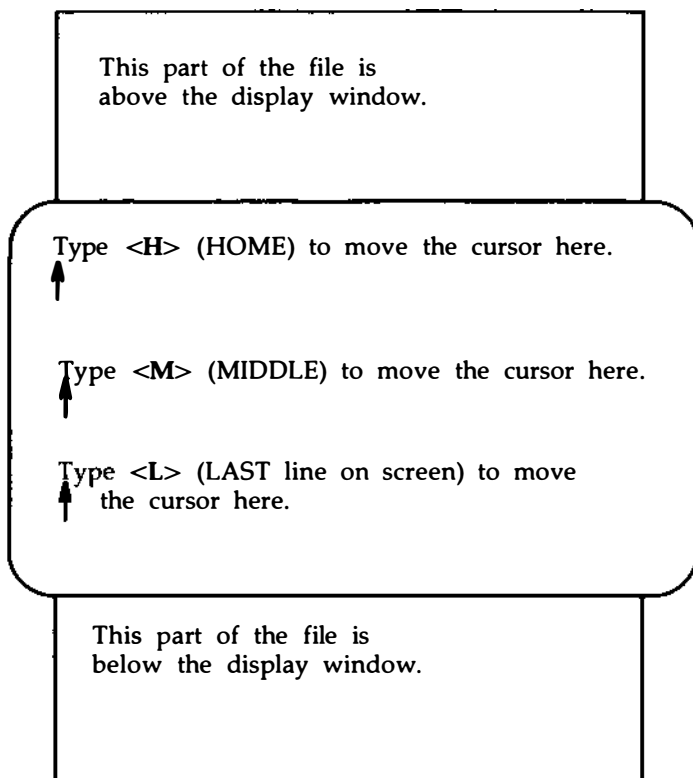 This part of the file is
above the display window.
Type <H> (HOME) to move the cursor here.
Type <M> (MIDDLE) to move the cursor here.
Type <L> (LAST line on screen) to move
the cursor here.
This part of the file is
below the display window.